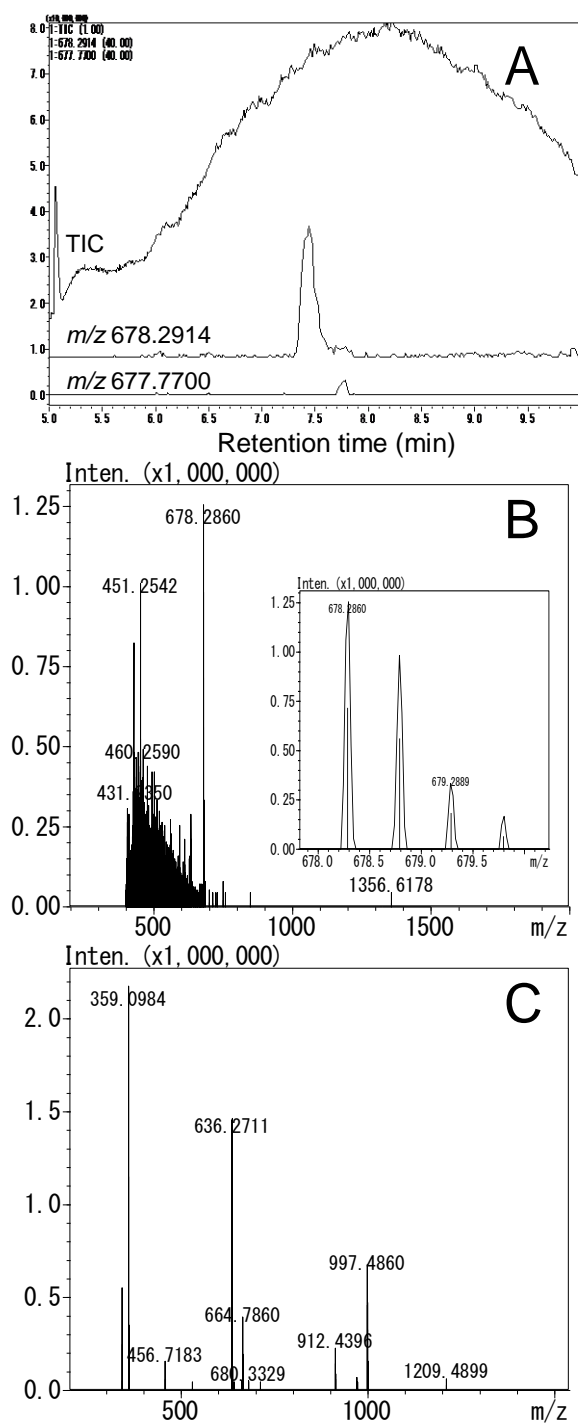 (x10,000,000)
1:TIC (1.00)
1:678.2914 (40.00)
1:677.7700 (40.00)
8.0
A
7.0
6.0
5.0
4.0
TIC
3.0
2.0
m/z 678.2914
1.0
m/z 677.7700
0.0
5.0 5.5 6.0 6.5 7.0 7.5 8.0 8.5 9.0 9.5
Retention time (min)
Inten. (x1,000,000)
B
1.25
678.2860
1.00
451.2542
0.75
0.50
460.2590
0.25
0.00
1356.6178
500 1000 1500 m/z
Inten. (x1,000,000)
1.25
678.2860
1.00
0.75
0.50
679.2889
0.25
0.00
678.0 678.5 679.0 679.5 m/z
Inten. (x1,000,000)
C
359.0984
2.0
1.5
636.2711
1.0
997.4860
0.5
664.7860
912.4396
456.7183
680.3329
1209.4899
0.0
500 1000 m/z